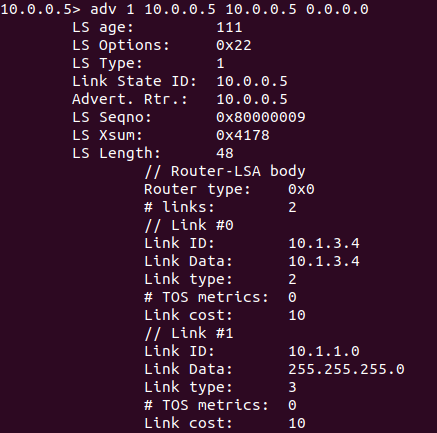 10.0.0.5> adv 1 10.0.0.5 10.0.0.5 0.0.0.0
LS age: 111
LS Options: 0x22
LS Type: 1
Link State ID: 10.0.0.5
Advert. Rtr.: 10.0.0.5
LS Seqno: 0x80000009
LS Xsum: 0x4178
LS Length: 48
// Router-LSA body
Router type: 0x0
# links: 2
// Link #0
Link ID: 10.1.3.4
Link Data: 10.1.3.4
Link type: 2
# TOS metrics: 0
Link cost: 10
// Link #1
Link ID: 10.1.1.0
Link Data: 255.255.255.0
Link type: 3
# TOS metrics: 0
Link cost: 10